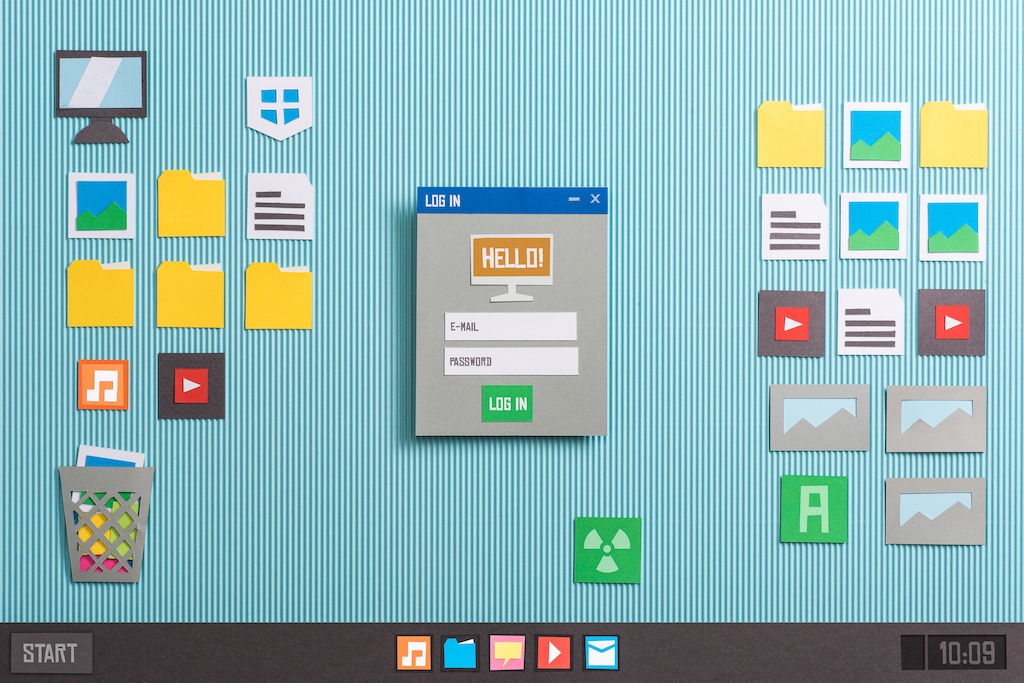 LOG IN
HELLO!
E-MAIL
PASSWORD
LOG IN
A
START
10:09